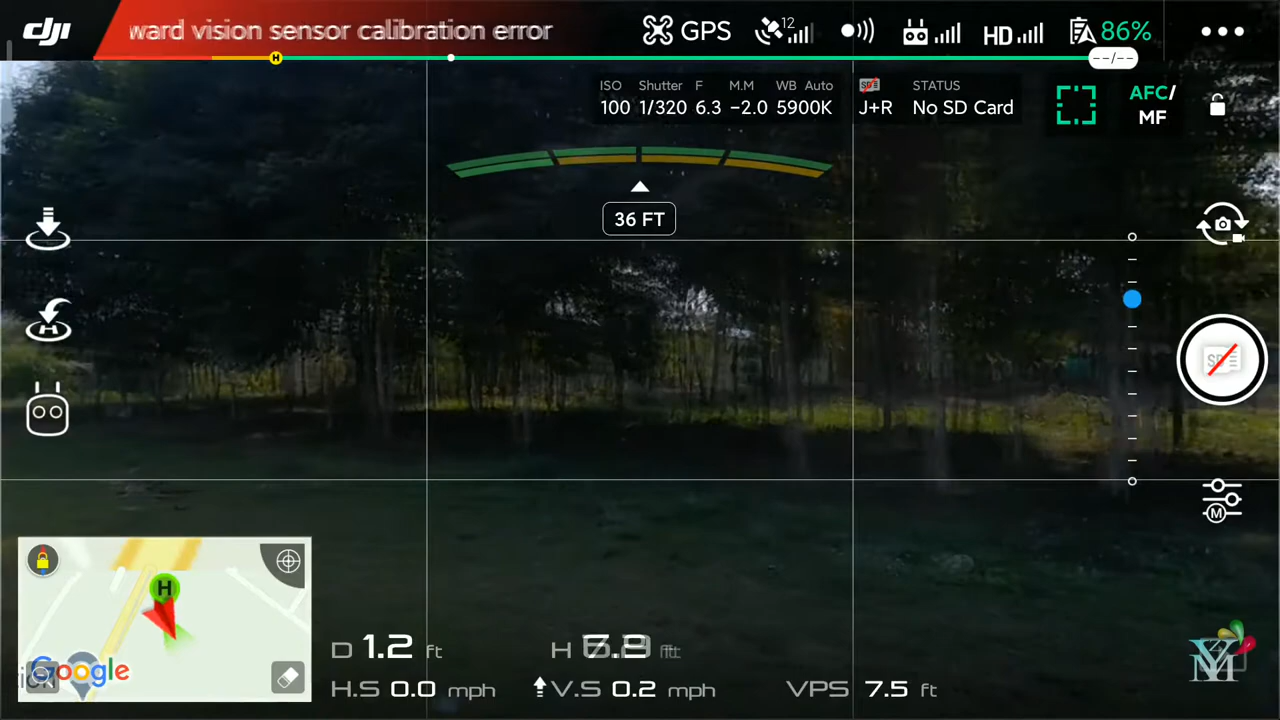 dji
ward vision sensor calibration error
GPS
12
HD
86%
--/--
ISO Shutter F M.M WB Auto
100 1/320 6.3 −2.0 5900K
J+R
STATUS
No SD Card
AFC/
MF
36 FT
H
M
H
Google
D 1.2 ft
H ft
H.S 0.0 mph
V.S 0.2 mph
VPS 7.5 ft